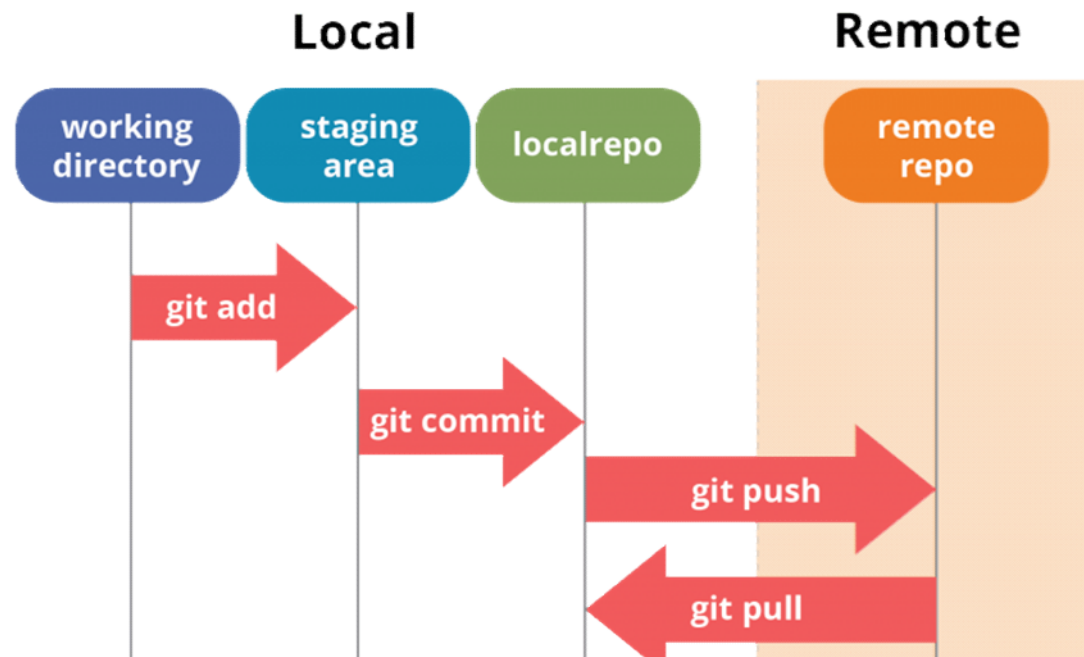 Local
Remote
working
directory
staging
area
localrepo
remote
repo
git add
git commit
git push
git pull